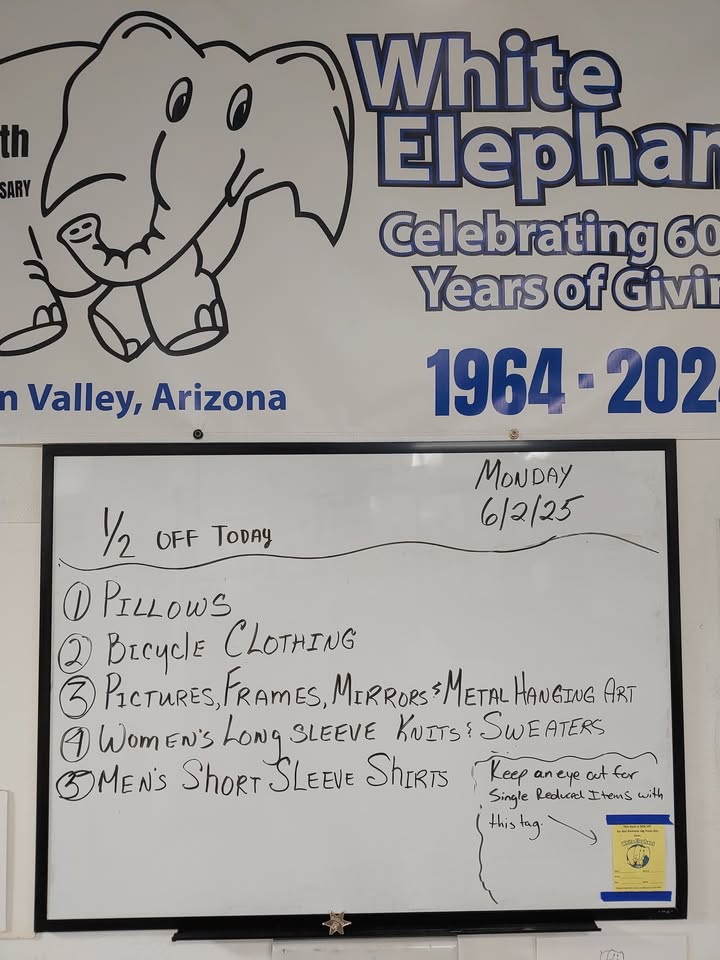 th
SARY
White
Elephan
Celebrating 60
Years of Givin
n Valley, Arizona
1964 - 202
MONDAY
6/2/25
1/2 OFF TODAY
① PILLOWS
② BICYCLE CLOTHING
③ PICTURES, FRAMES, MIRRORS & METAL HANGING ART
④ WOMEN'S LONG SLEEVE KNITS & SWEATERS
⑤ MEN'S SHORT SLEEVE SHIRTS
Keep an eye out for
Single Reduced Items with
this tag.
White Elephant